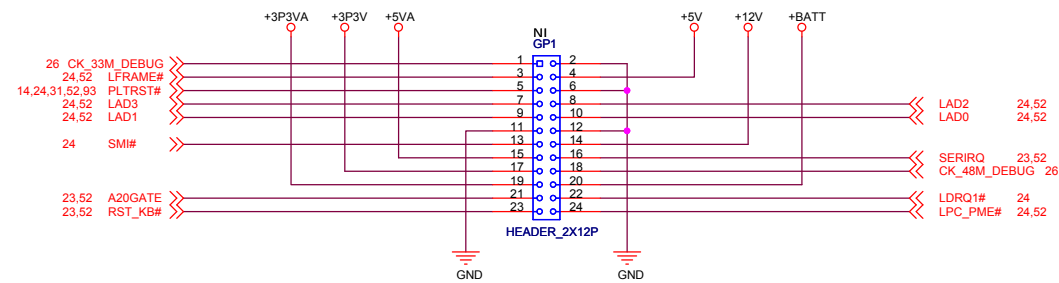 +3P3VA +3P3V +5VA +5V +12V +BATT
NI
GP1
26 CK_33M_DEBUG 1 2
24,52 LFRAME# 3 4
14,24,31,52,93 PLTRST# 5 6
24,52 LAD3 7 8 LAD2 24,52
24,52 LAD1 9 10 LAD0 24,52
11 12
24 SMI# 13 14
15 16 SERIRQ 23,52
17 18 CK_48M_DEBUG 26
19 20
23,52 A20GATE 21 22 LDRQ1# 24
23,52 RST_KB# 23 24 LPC_PME# 24,52
HEADER_2X12P
GND GND